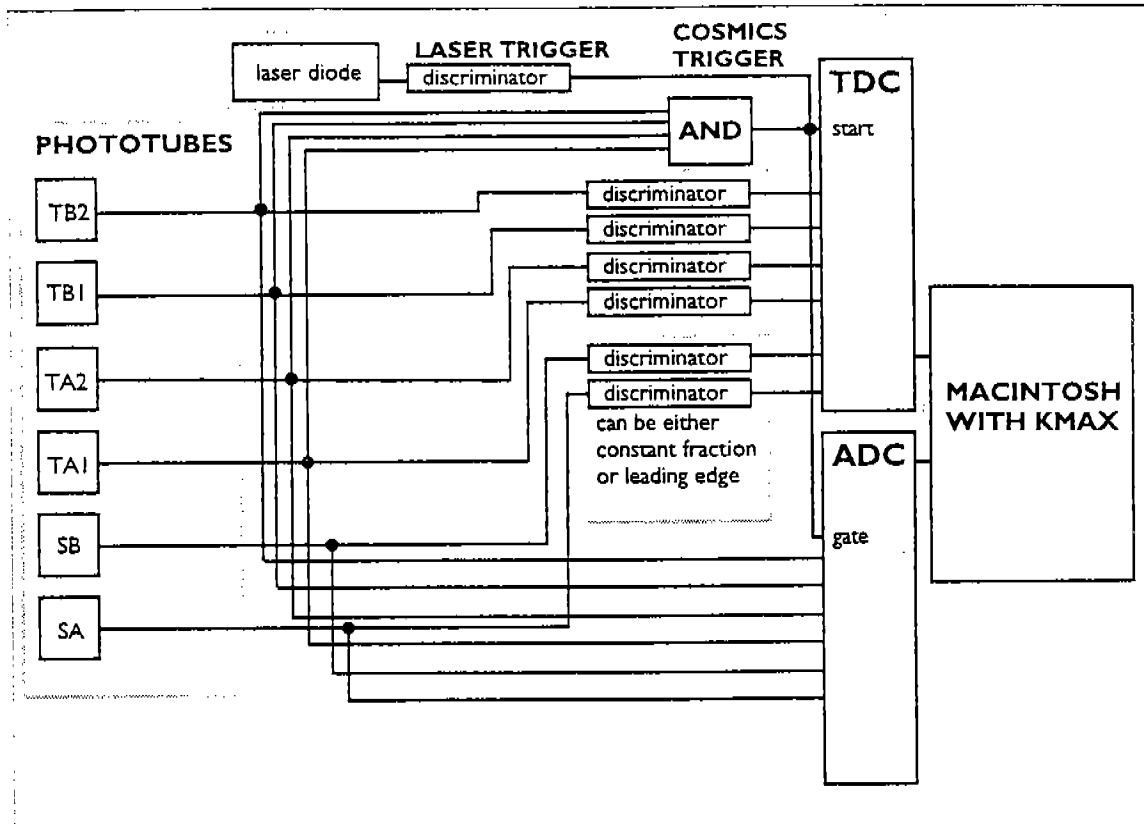 LASER TRIGGER
COSMICS
TRIGGER
laser diode
discriminator
TDC
AND
start
PHOTOTUBES
TB2
discriminator
discriminator
TB1
discriminator
discriminator
TA2
discriminator
discriminator
MACINTOSH
WITH KMAX
can be either
constant fraction
or leading edge
TA1
ADC
SB
gate
SA